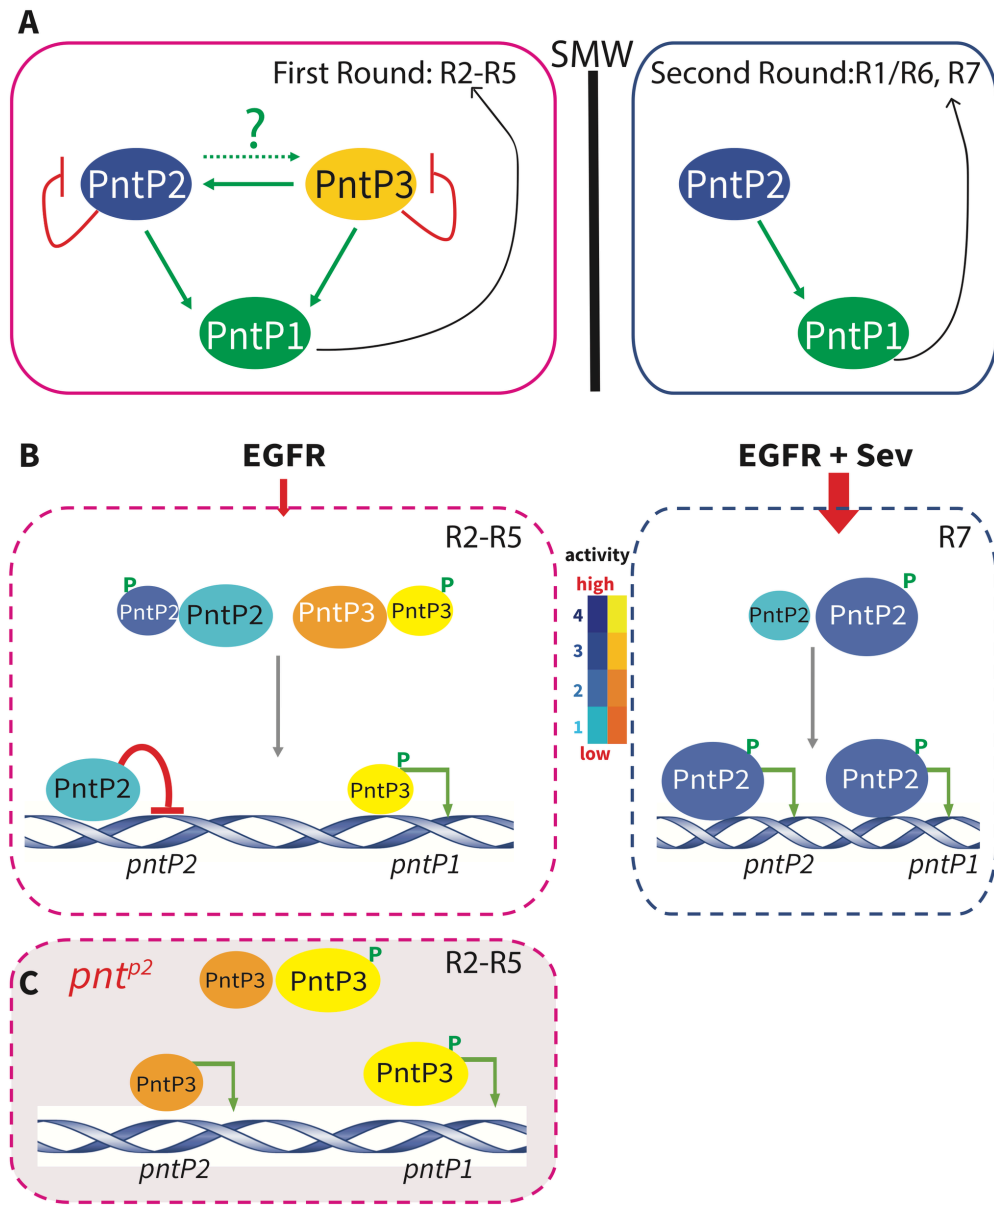 A
First Round: R2-R5
SMW
Second Round:R1/R6, R7
?
PntP2
PntP3
PntP2
PntP1
PntP1
B
EGFR
EGFR + Sev
R2-R5
activity
R7
high
P
P
P
PntP2
PntP2
PntP3
PntP3
4
3
2
1
low
PntP2
PntP2
P
PntP2
PntP3
P
P
PntP2
PntP2
pntP2
pntP1
pntP2
pntP1
C
pntp2
R2-R5
P
PntP3
PntP3
P
PntP3
PntP3
pntP2
pntP1